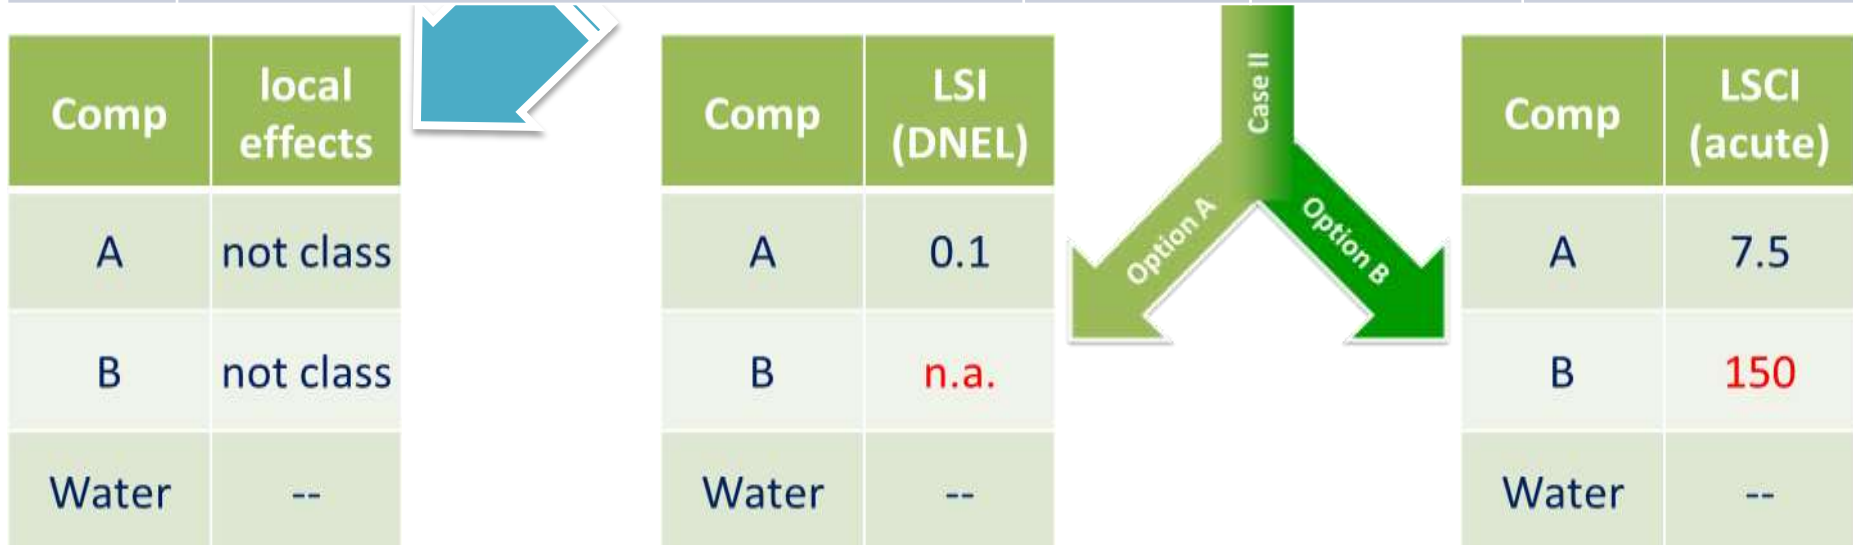 Comp local effects
A not class
B not class
Water --
Comp LSI (DNEL)
A 0.1
B n.a.
Water --
Case II
Option A
Option B
Comp LSCI (acute)
A 7.5
B 150
Water --